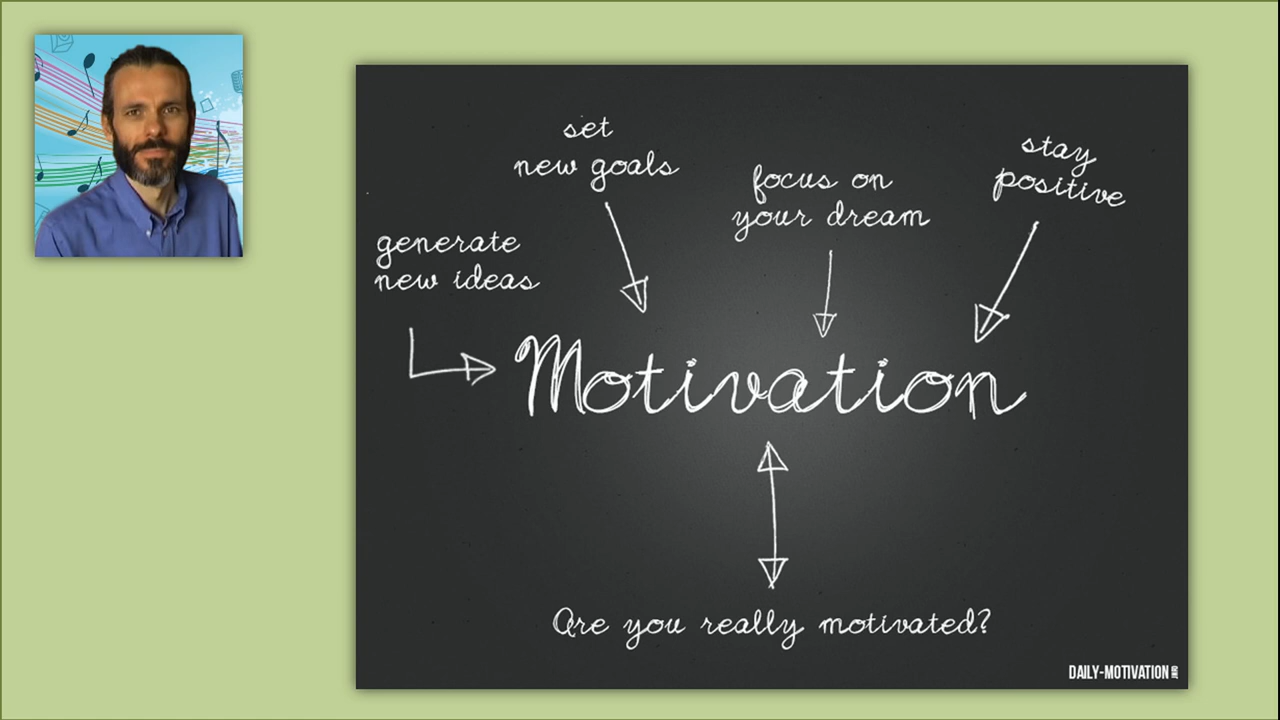 set
new goals
focus on
your dream
stay
positive
generate
new ideas
Motivation
Are you really motivated?
DAILY-MOTIVATION